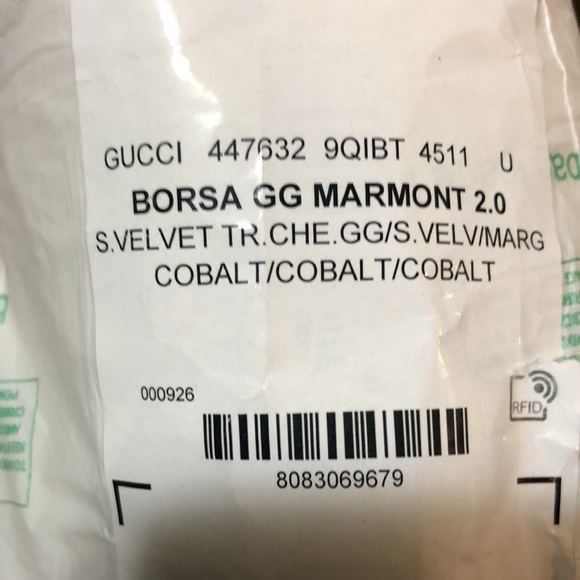 GUCCI 447632 9QIBT 4511 U
BORSA GG MARMONT 2.0
S.VELVET TR.CHE.GG/S.VELV/MARG
COBALT/COBALT/COBALT
000926
RFID
8083069679